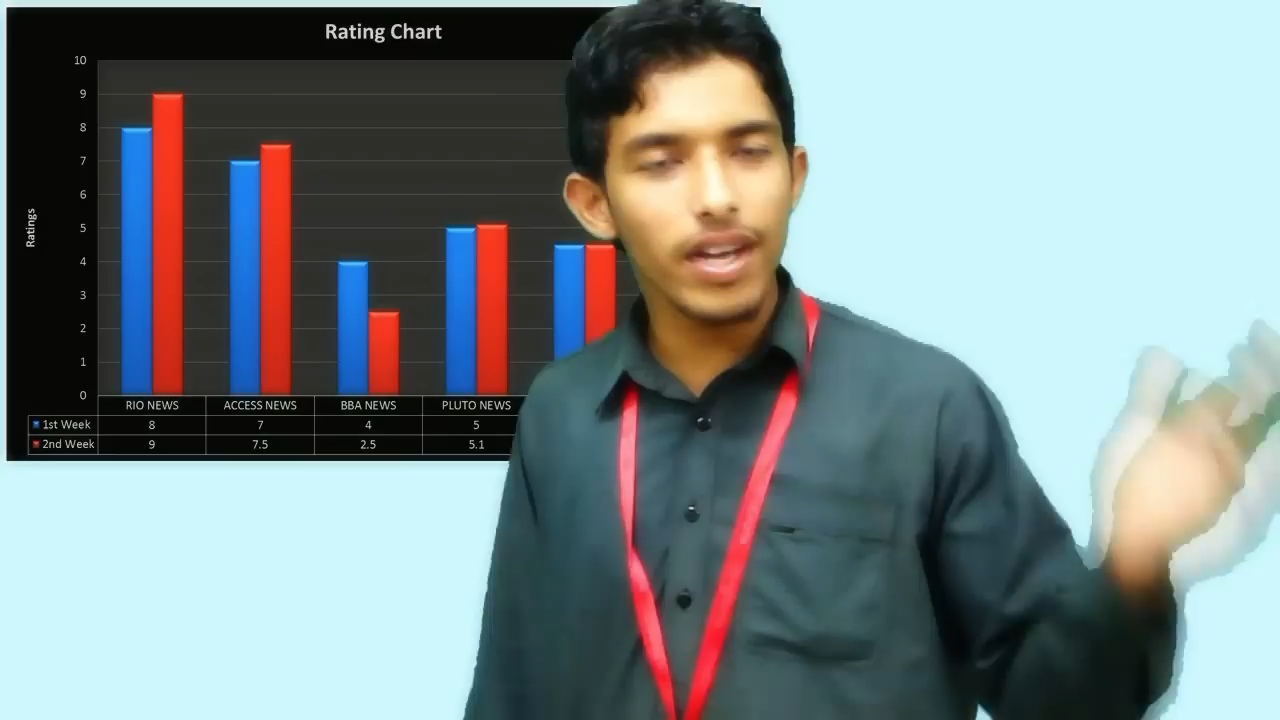 Rating Chart
10
9
8
7
6
5
4
3
2
1
0
Ratings
RIO NEWS ACCESS NEWS BBA NEWS PLUTO NEWS
1st Week 8 7 4 5
2nd Week 9 7.5 2.5 5.1